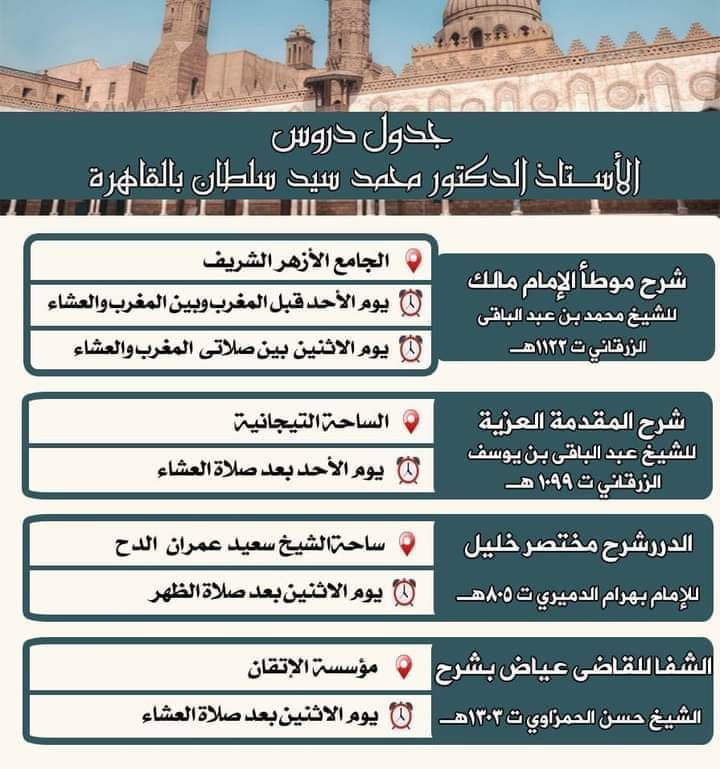 جدول دروس
الأستاذ الدكتور محمد سيد سلطان بالقاهرة
شرح موطأ الإمام مالك
للشيخ محمد بن عبد الباقى
الزرقاني ت ١١٢٢هـ
الجامع الأزهر الشريف
يوم الأحد قبل المغرب وبين المغرب والعشاء
يوم الاثنين بين صلاتى المغرب والعشاء
شرح المقدمة العزية
للشيخ عبد الباقى بن يوسف
الزرقاني ت ١٠٩٩ هـ
الساحة التيجانية
يوم الأحد بعد صلاة العشاء
الدرر شرح مختصر خليل
للإمام بهرام الدميري ت ٨٠٥هـ
ساحة الشيخ سعيد عمران الدح
يوم الاثنين بعد صلاة الظهر
الشفا للقاضى عياض بشرح
الشيخ حسن الحمزاوي ت ١٣٠٣هـ
مؤسسة الإتقان
يوم الاثنين بعد صلاة العشاء